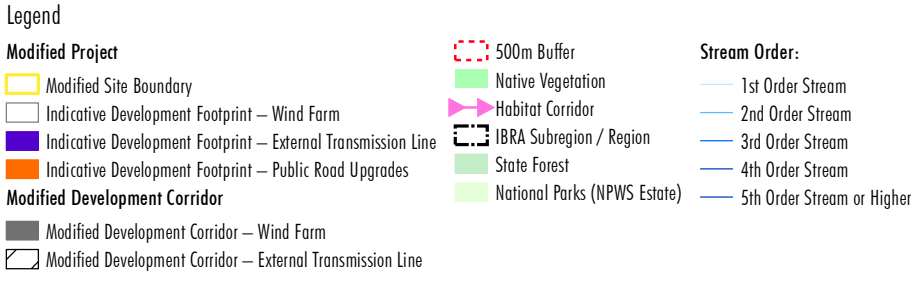 Legend
Modified Project
Modified Site Boundary
Indicative Development Footprint – Wind Farm
Indicative Development Footprint – External Transmission Line
Indicative Development Footprint – Public Road Upgrades
Modified Development Corridor
Modified Development Corridor – Wind Farm
Modified Development Corridor – External Transmission Line
500m Buffer
Native Vegetation
Habitat Corridor
IBRA Subregion / Region
State Forest
National Parks (NPWS Estate)
Stream Order:
1st Order Stream
2nd Order Stream
3rd Order Stream
4th Order Stream
5th Order Stream or Higher